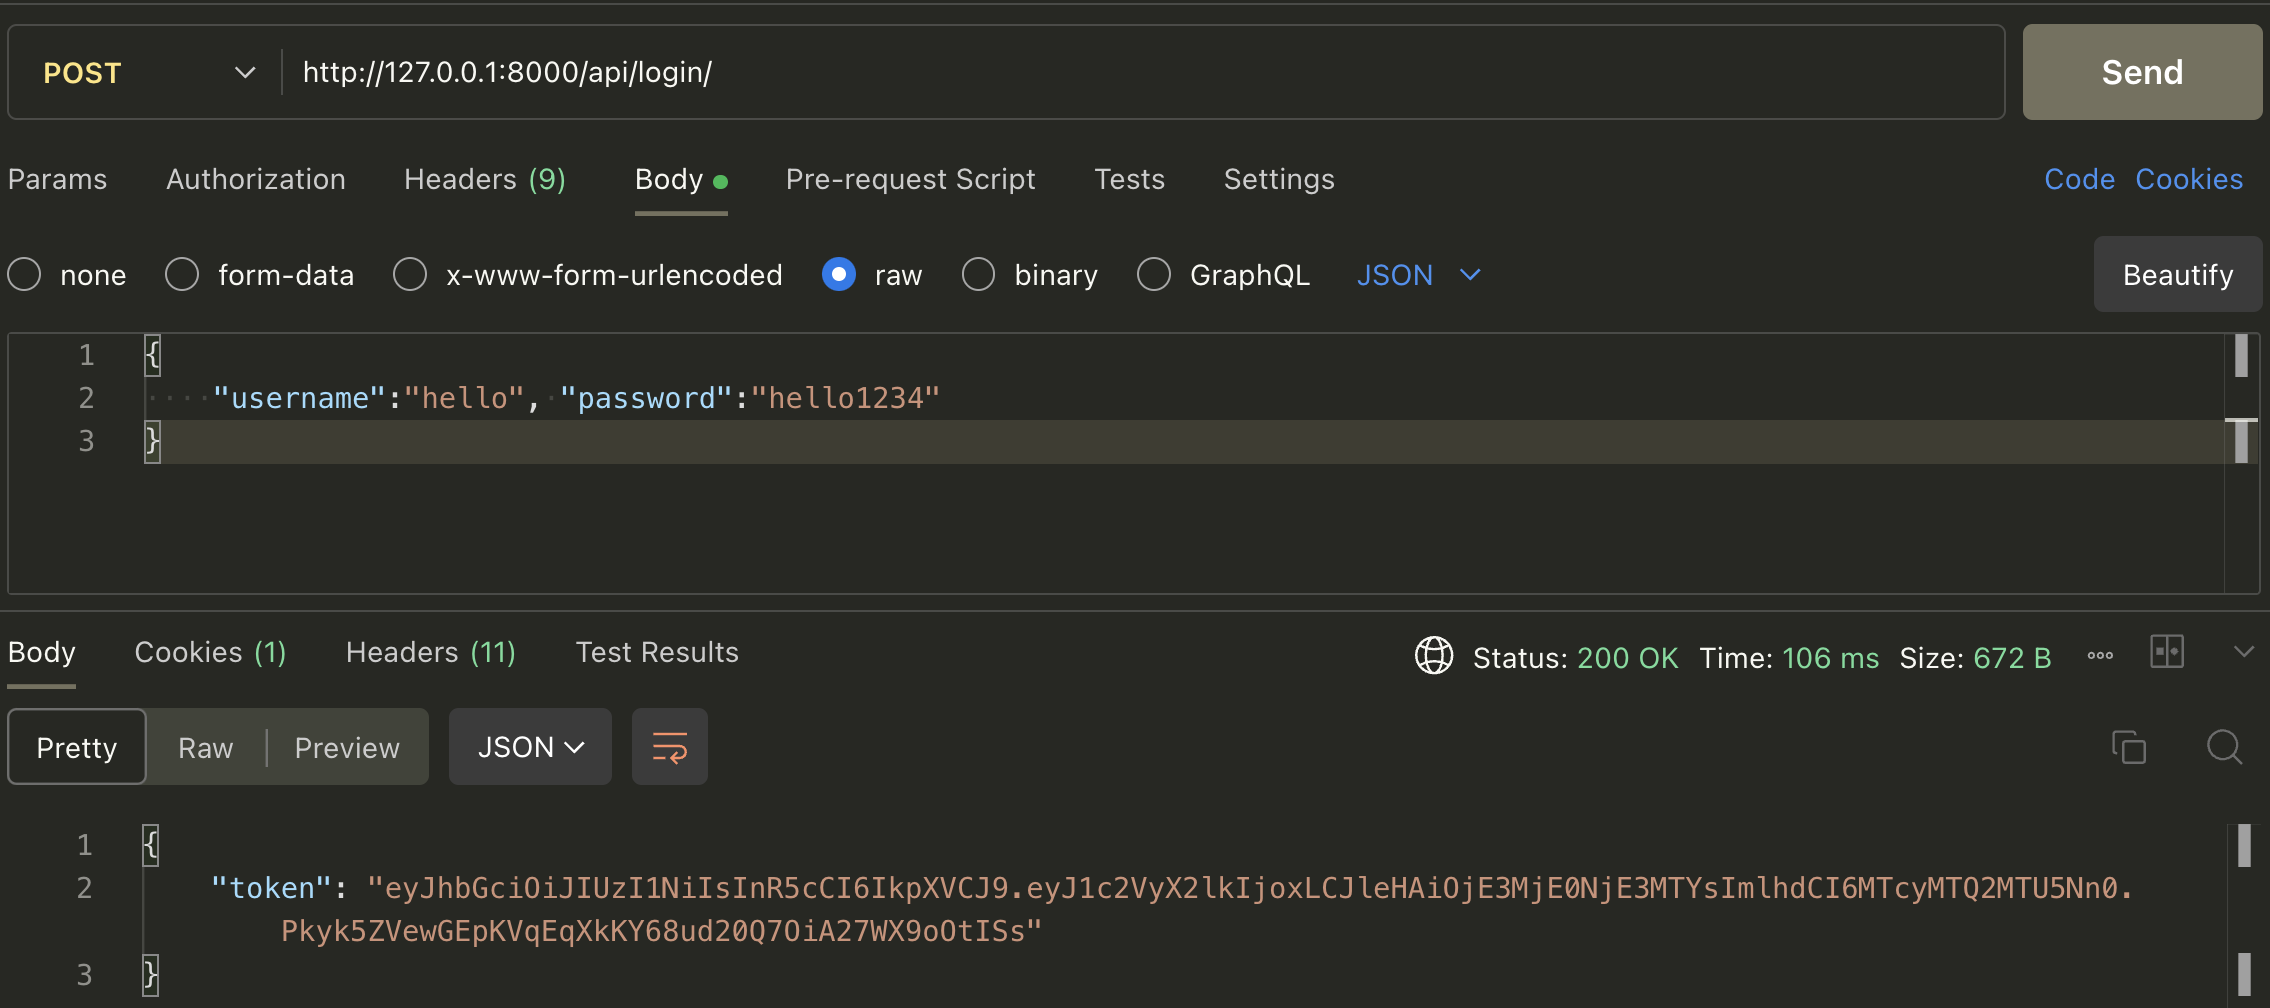 POST http://127.0.0.1:8000/api/login/ Send
Params Authorization Headers (9) Body Pre-request Script Tests Settings Code Cookies
none form-data x-www-form-urlencoded raw binary GraphQL JSON Beautify
1 {
2 "username":"hello", "password":"hello1234"
3 }
Body Cookies (1) Headers (11) Test Results Status: 200 OK Time: 106 ms Size: 672 B
Pretty Raw Preview JSON
1 {
2 "token": "eyJhbGciOiJIUzI1NiIsInR5cCI6IkpXVCJ9.eyJ1c2VyX2lkIjoxLCJleHAiOjE3MjE0NjE3MTYsImlhdCI6MTcyMTQ2MTU5Nn0.
Pkyk5ZVewGEpKVqEqXkKY68ud20Q7OiA27WX9oOtISs"
3 }